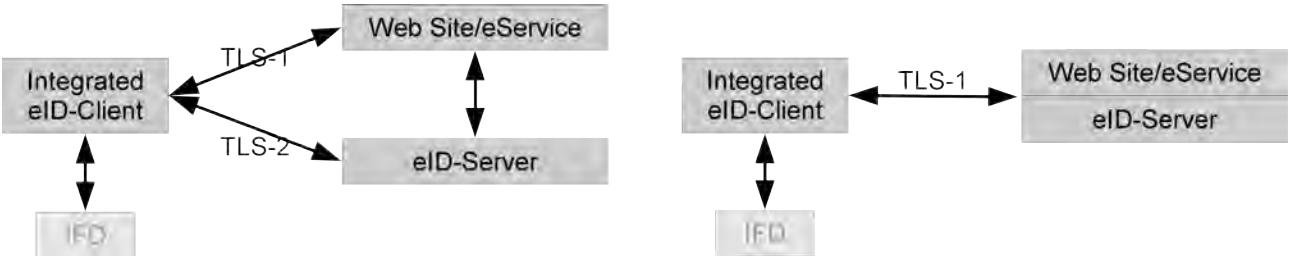 Web Site/eService
TLS-1
Integrated
eID-Client
TLS-2
eID-Server
IFD
Integrated
eID-Client
TLS-1
Web Site/eService
eID-Server
IFD